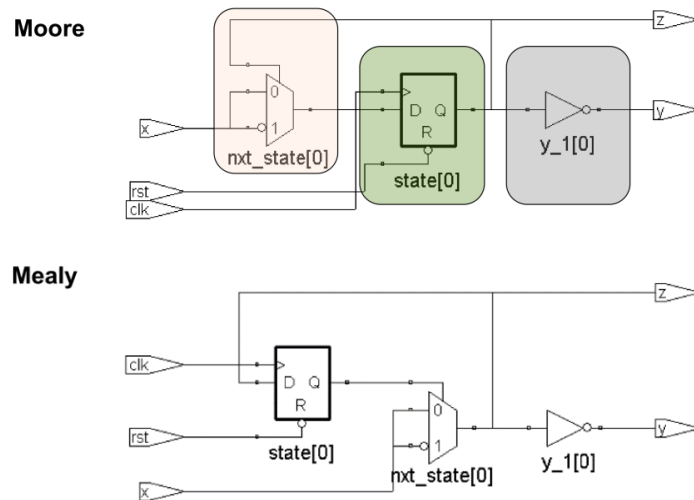 Moore
z
0
D Q
y
x
1
R
y_1[0]
nxt_state[0]
state[0]
rst
clk
Mealy
z
clk
D Q
0
R
y
rst
1
state[0]
nxt_state[0]
y_1[0]
x